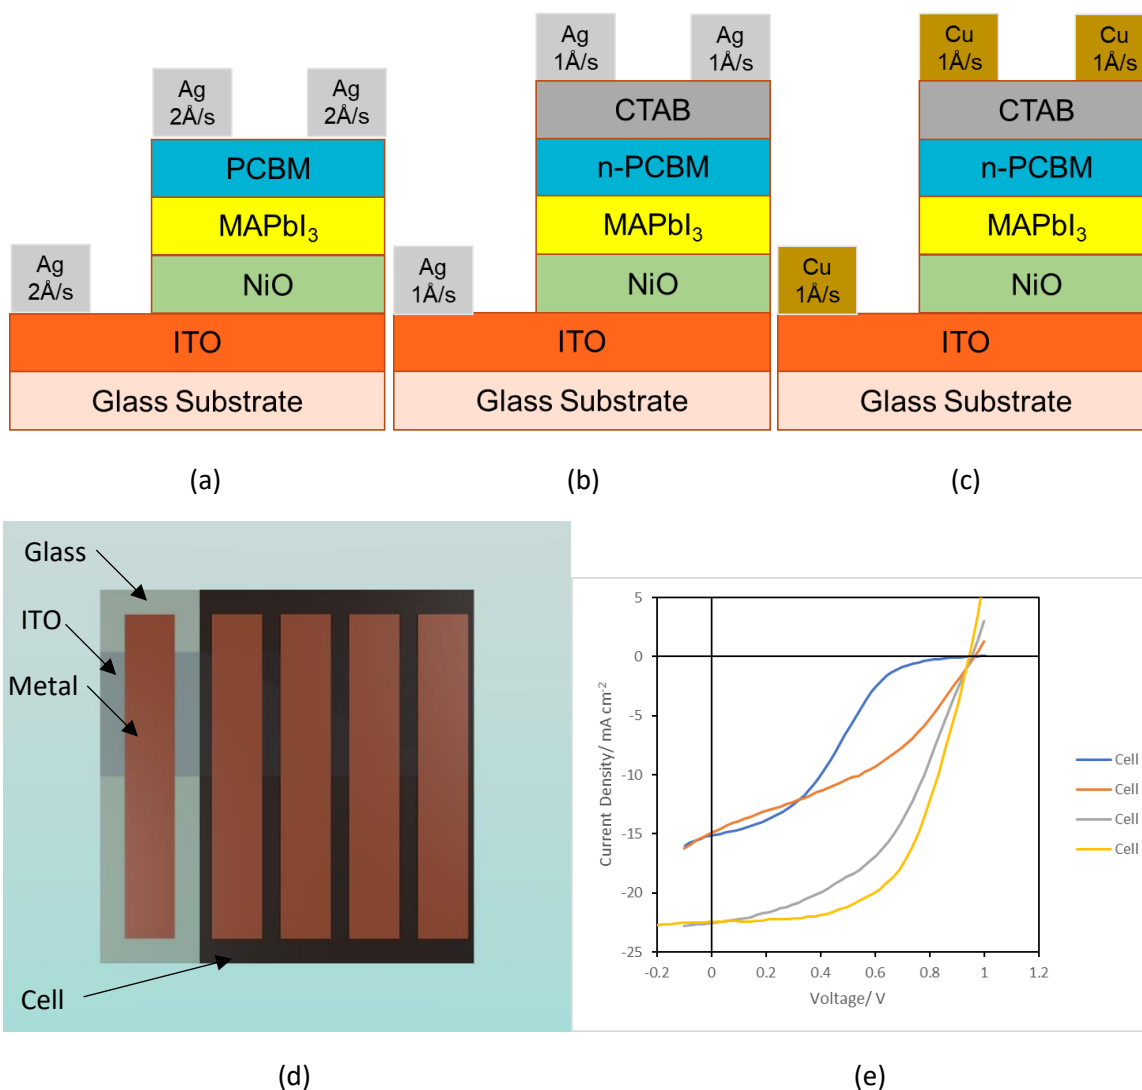 Ag
2Å/s
Ag
2Å/s
PCBM
MAPbI3
Ag
2Å/s
NiO
ITO
Glass Substrate
(a)
Ag
1Å/s
Ag
1Å/s
CTAB
n-PCBM
MAPbI3
Ag
1Å/s
NiO
ITO
Glass Substrate
(b)
Cu
1Å/s
Cu
1Å/s
CTAB
n-PCBM
MAPbI3
Cu
1Å/s
NiO
ITO
Glass Substrate
(c)
Glass
ITO
Metal
Cell
(d)
5
0
-5
-10
-15
-20
-25
Current Density/ mA cm-2
-0.2
0
0.2
0.4
0.6
0.8
1
1.2
Voltage/ V
Cell
Cell
Cell
Cell
(e)